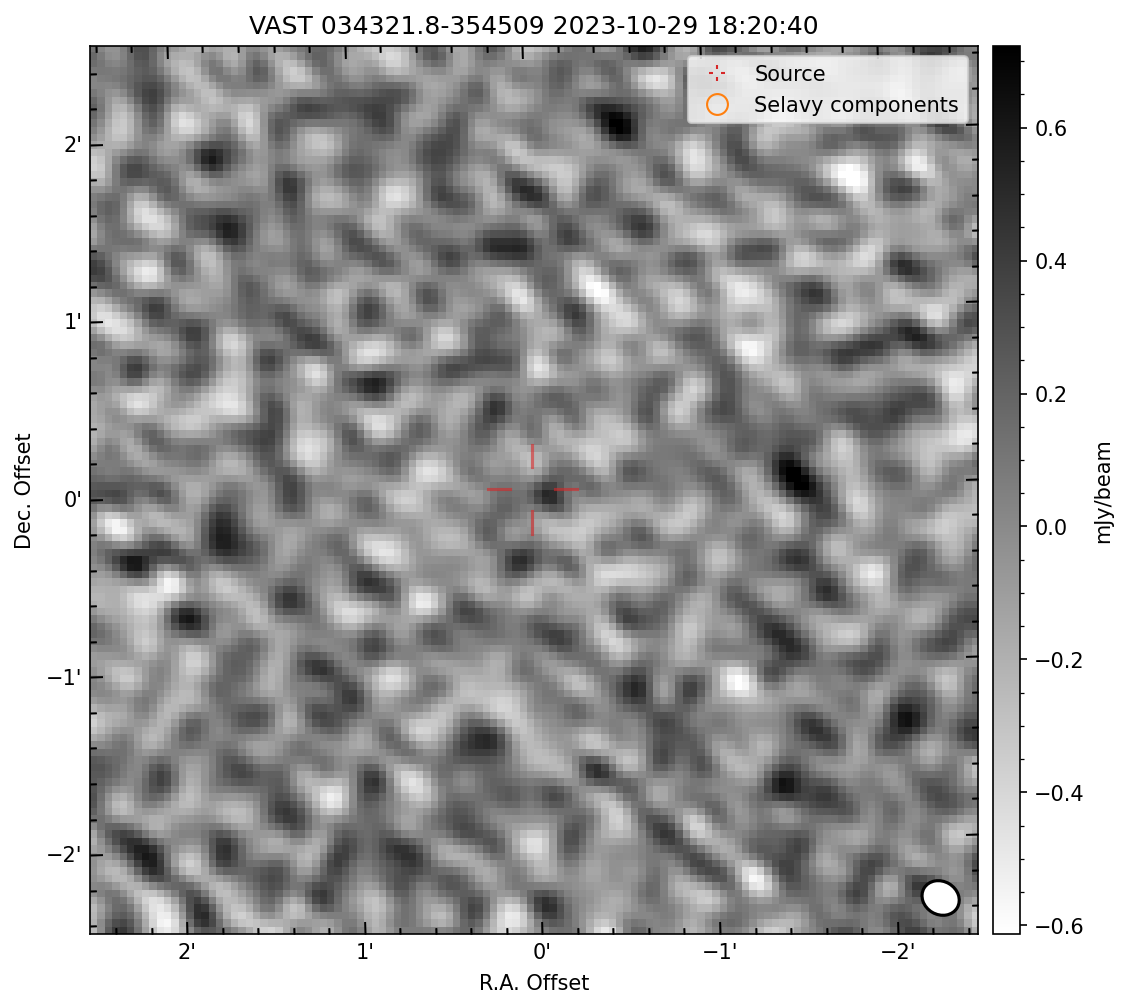 VAST 034321.8-354509 2023-10-29 18:20:40
Source
Selavy components
2'
1'
0'
−1'
−2'
Dec. Offset
2'
1'
0'
−1'
−2'
R.A. Offset
0.6
0.4
0.2
0.0
−0.2
−0.4
−0.6
mJy/beam